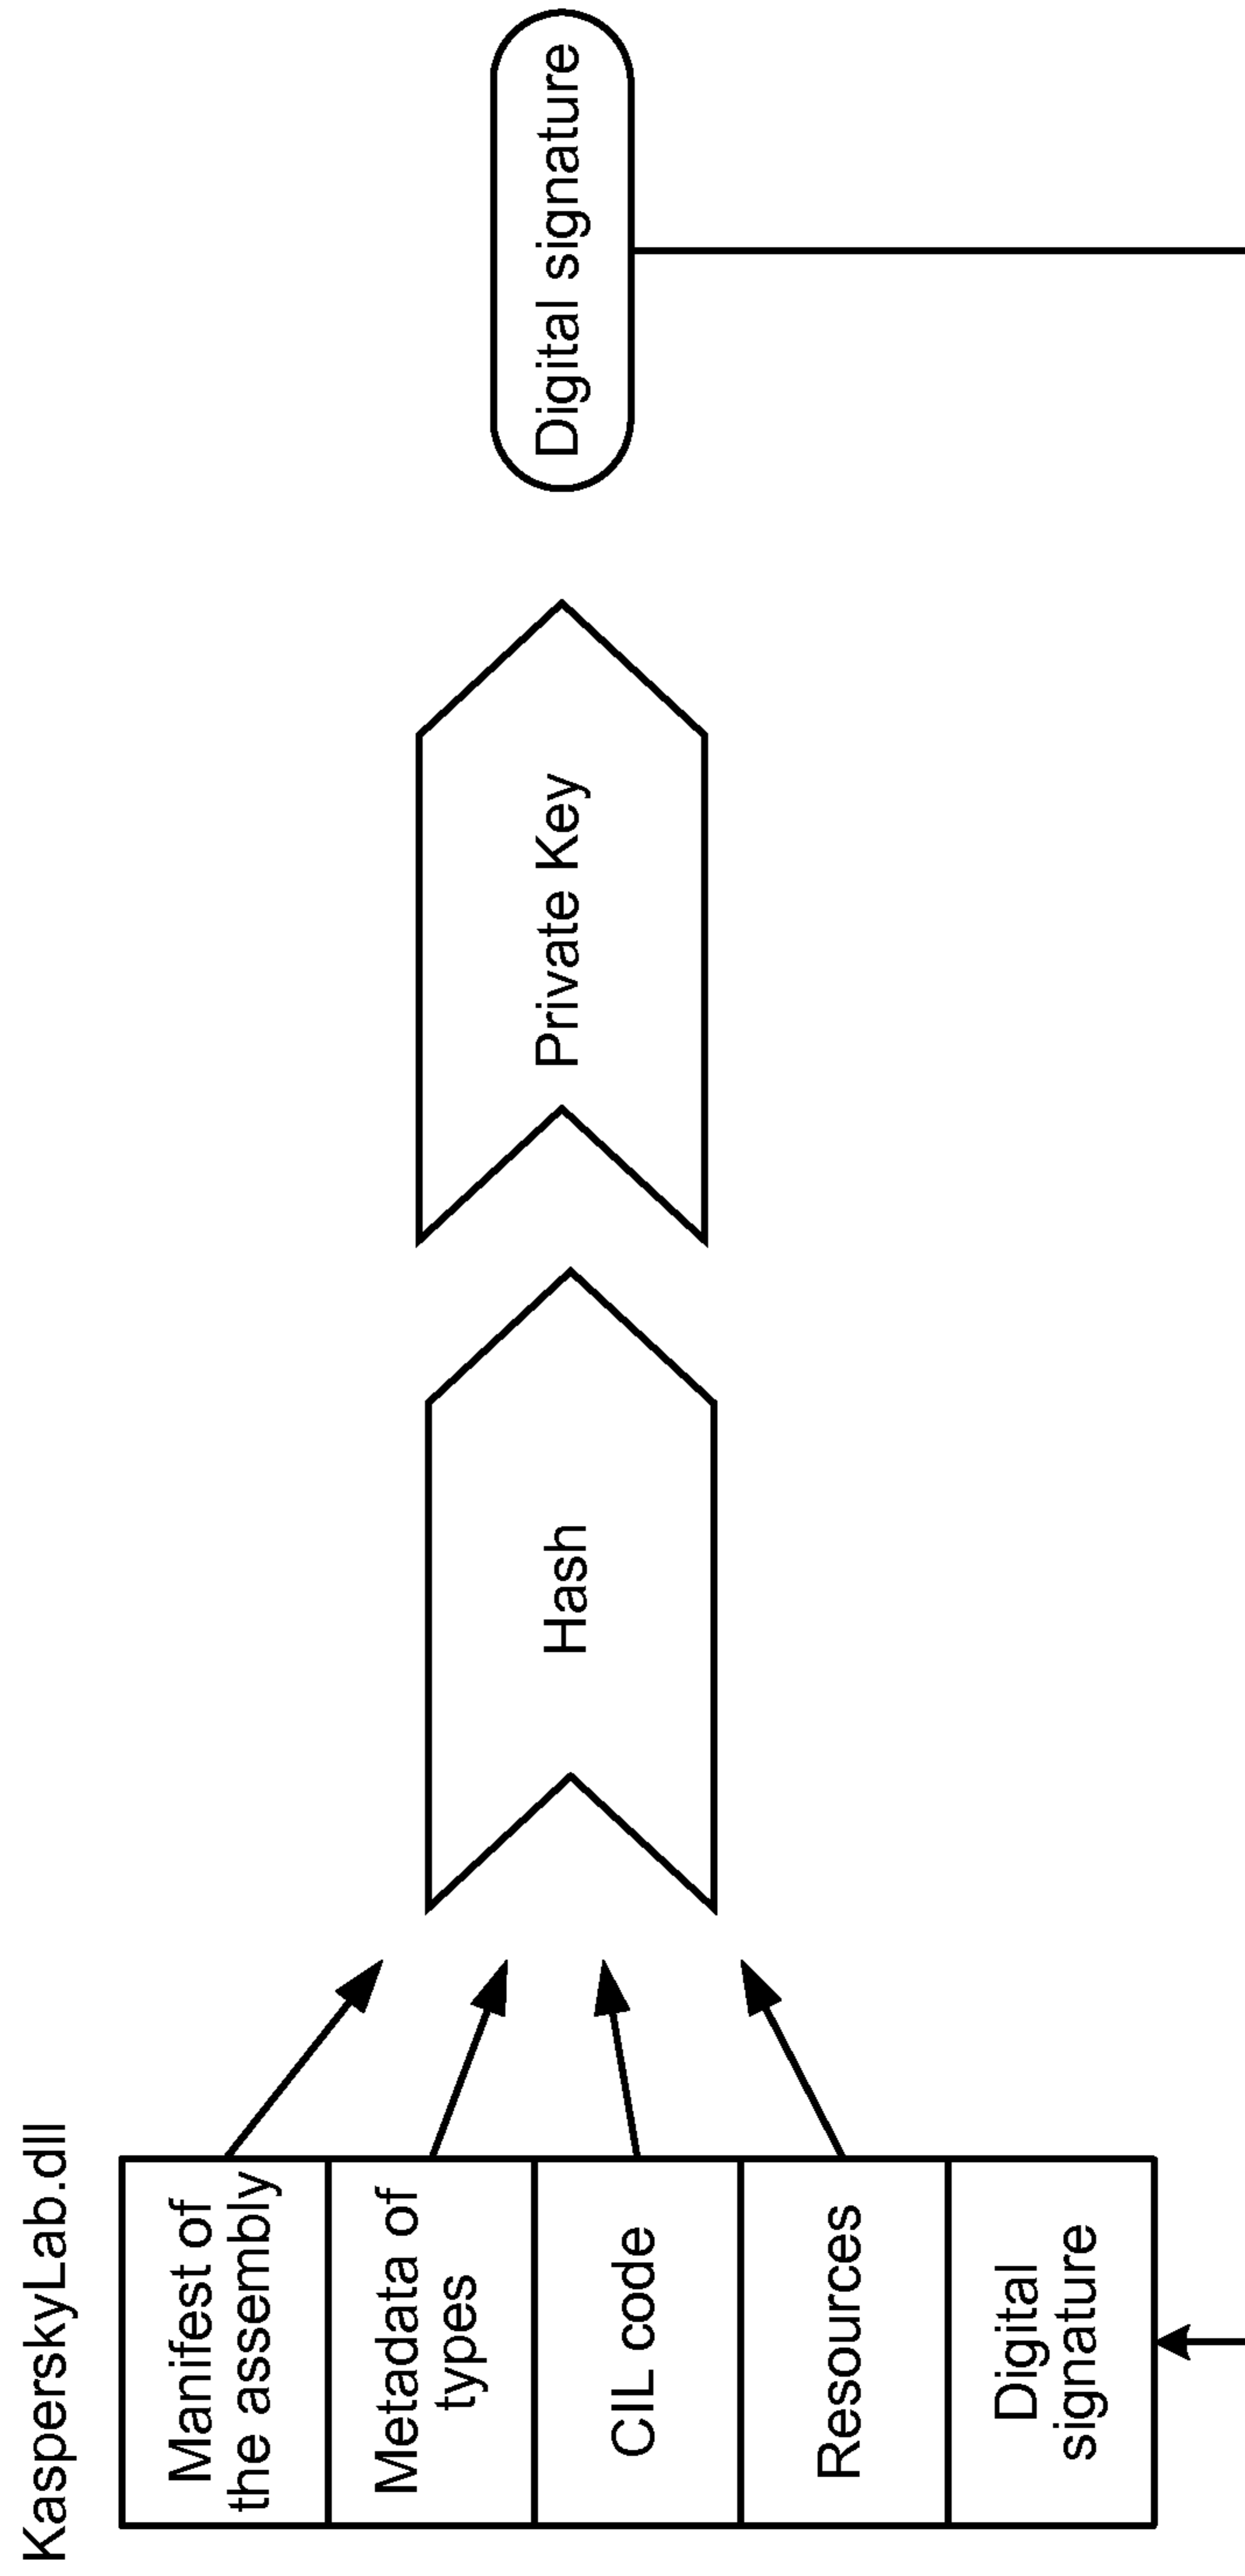 KasperskyLab.dll
Manifest of
the assembly
Metadata of
types
CIL code
Resources
Digital
signature
Hash
Private Key
Digital signature